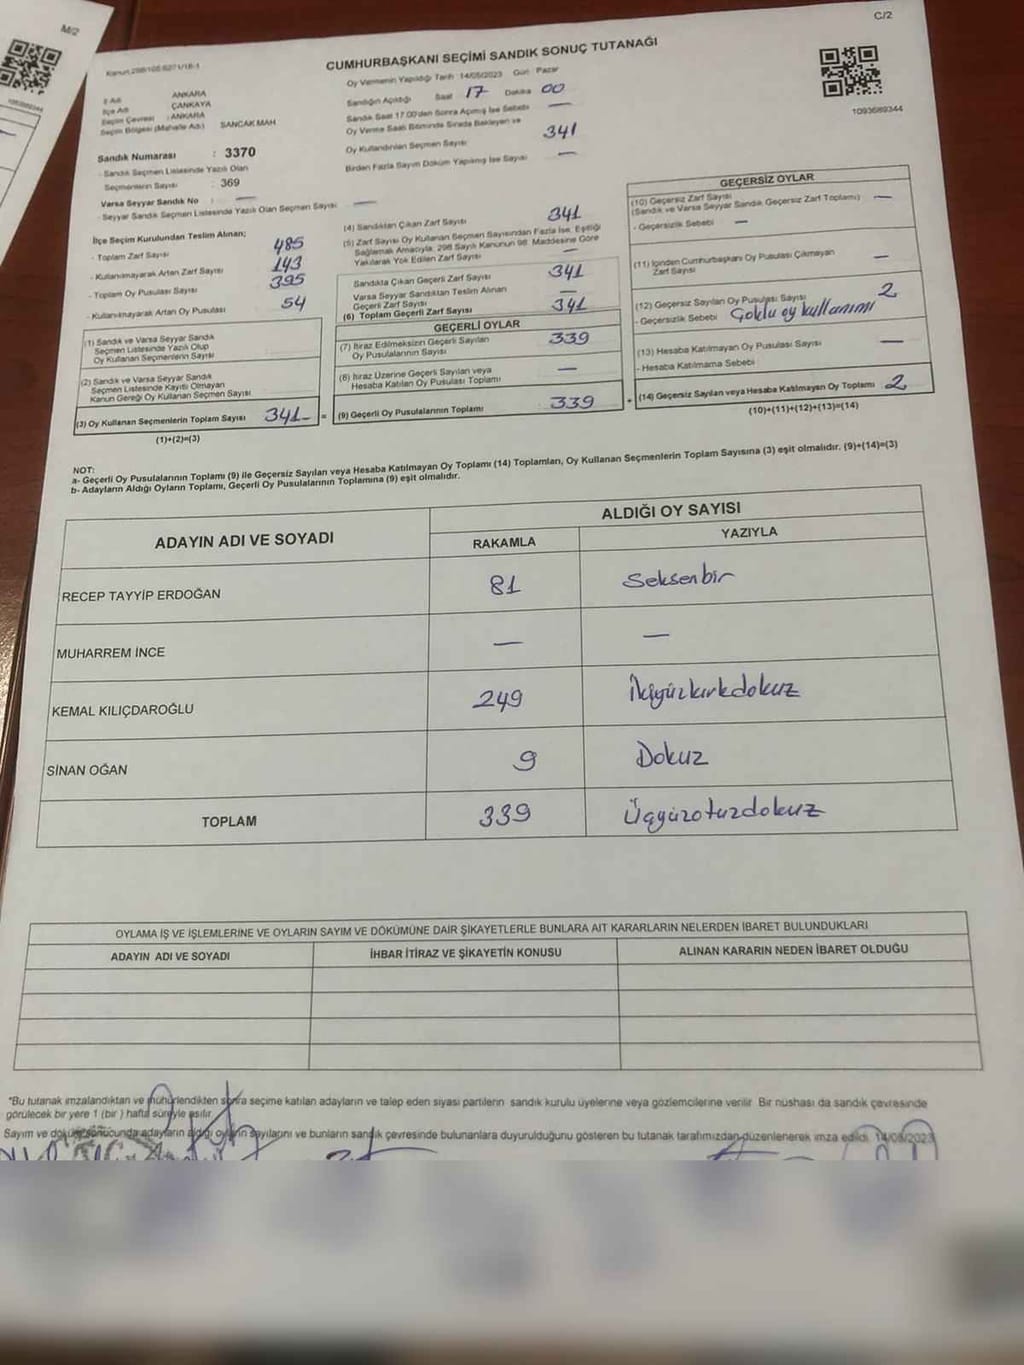 M/2
C/2
Kanun:298/105 6271/18-1
CUMHURBAŞKANI SEÇİMİ SANDIK SONUÇ TUTANAĞI
1093689344
İl Adı ANKARA
İlçe Adı ÇANKAYA
Seçim Çevresi : ANKARA
Seçim Bölgesi (Mahalle Adı) SANCAK MAH.
Sandık Numarası : 3370
- Sandık Seçmen Listesinde Yazılı Olan
Seçmenlerin Sayısı : 369
Varsa Seyyar Sandık No : —
- Seyyar Sandık Seçmen Listesinde Yazılı Olan Seçmen Sayısı —
Oy Vermenin Yapıldığı Tarih :14/05/2023 Gün : Pazar
Sandığın Açıldığı Saat 17 Dakika 00
Sandık Saat 17.00'den Sonra Açılmış İse Sebebi —
Oy Verme Saati Bitiminde Sırada Bekleyen ve
Oy Kullandırılan Seçmen Sayısı 341
Birden Fazla Sayım Döküm Yapılmış İse Sayısı —
İlçe Seçim Kurulundan Teslim Alınan;
- Toplam Zarf Sayısı 485
- Kullanılmayarak Artan Zarf Sayısı 143
- Toplam Oy Pusulası Sayısı 395
- Kullanılmayarak Artan Oy Pusulası 54
(1) Sandık ve Varsa Seyyar Sandık
Seçmen Listesinde Yazılı Olup
Oy Kullanan Seçmenlerin Sayısı
(2) Sandık ve Varsa Seyyar Sandık
Seçmen Listesinde Kayıtlı Olmayan
Kanun Gereği Oy Kullanan Seçmen Sayısı
(3) Oy Kullanan Seçmenlerin Toplam Sayısı 341 =
(1)+(2)=(3)
(4) Sandıktan Çıkan Zarf Sayısı 341
(5) Zarf Sayısı Oy Kullanan Seçmen Sayısından Fazla İse, Eşitliği
Sağlamak Amacıyla, 298 Sayılı Kanunun 98. Maddesine Göre
Yakılarak Yok Edilen Zarf Sayısı —
Sandıkta Çıkan Geçerli Zarf Sayısı 341
Varsa Seyyar Sandıktan Teslim Alınan
Geçerli Zarf Sayısı —
(6) Toplam Geçerli Zarf Sayısı 341
GEÇERLİ OYLAR
(7) İtiraz Edilmeksizin Geçerli Sayılan
Oy Pusulalarının Sayısı 339
(8) İtiraz Üzerine Geçerli Sayılan veya
Hesaba Katılan Oy Pusulası Toplamı —
(9) Geçerli Oy Pusulalarının Toplamı 339 +
GEÇERSİZ OYLAR
(10) Geçersiz Zarf Sayısı
(Sandık ve Varsa Seyyar Sandık Geçersiz Zarf Toplamı) —
- Geçersizlik Sebebi —
(11) İçinden Cumhurbaşkanı Oy Pusulası Çıkmayan
Zarf Sayısı —
(12) Geçersiz Sayılan Oy Pusulası Sayısı 2
- Geçersizlik Sebebi Çoklu oy kullanımı
(13) Hesaba Katılmayan Oy Pusulası Sayısı —
- Hesaba Katılmama Sebebi
(14) Geçersiz Sayılan veya Hesaba Katılmayan Oy Toplamı 2
(10)+(11)+(12)+(13)=(14)
NOT:
a- Geçerli Oy Pusulalarının Toplamı (9) ile Geçersiz Sayılan veya Hesaba Katılmayan Oy Toplamı (14) Toplamları, Oy Kullanan Seçmenlerin Toplam Sayısına (3) eşit olmalıdır. (9)+(14)=(3)
b- Adayların Aldığı Oyların Toplamı, Geçerli Oy Pusulalarının Toplamına (9) eşit olmalıdır.
ADAYIN ADI VE SOYADI
ALDIĞI OY SAYISI
RAKAMLA YAZIYLA
RECEP TAYYİP ERDOĞAN 81 Seksenbir
MUHARREM İNCE — —
KEMAL KILIÇDAROĞLU 249 İkiyüzkırkdokuz
SİNAN OĞAN 9 Dokuz
TOPLAM 339 Üçyüzotuzdokuz
OYLAMA İŞ VE İŞLEMLERİNE VE OYLARIN SAYIM VE DÖKÜMÜNE DAİR ŞİKAYETLERLE BUNLARA AİT KARARLARIN NELERDEN İBARET BULUNDUKLARI
ADAYIN ADI VE SOYADI İHBAR İTİRAZ VE ŞİKAYETİN KONUSU ALINAN KARARIN NEDEN İBARET OLDUĞU
"Bu tutanak imzalandıktan ve mühürlendikten sonra seçime katılan adayların ve talep eden siyasi partilerin sandık kurulu üyelerine veya gözlemcilerine verilir. Bir nüshası da sandık çevresinde
görülecek bir yere 1 (bir ) hafta süreyle asılır.
Sayım ve döküm sonucunda adayların aldığı oyların sayılarını ve bunların sandık çevresinde bulunanlara duyurulduğunu gösteren bu tutanak tarafımızdan düzenlenerek imza edildi. 14/05/2023